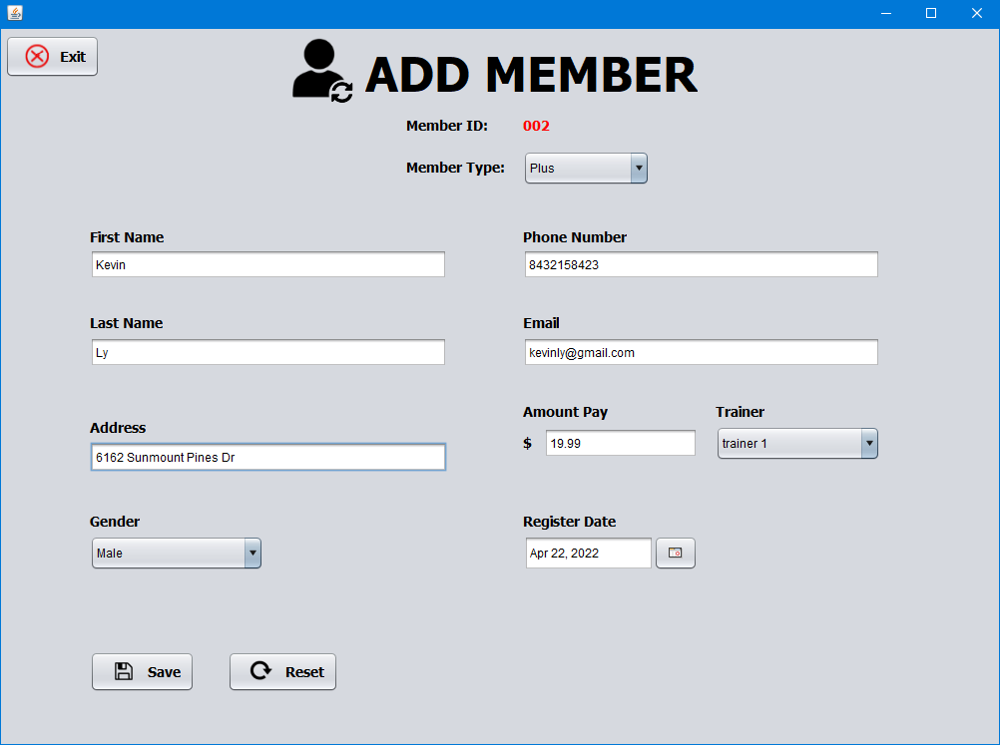 Exit
ADD MEMBER
Member ID: 002
Member Type: Plus
First Name
Kevin
Phone Number
8432158423
Last Name
Ly
Email
kevinly@gmail.com
Address
6162 Sunmount Pines Dr
Amount Pay
$ 19.99
Trainer
trainer 1
Gender
Male
Register Date
Apr 22, 2022
Save
Reset